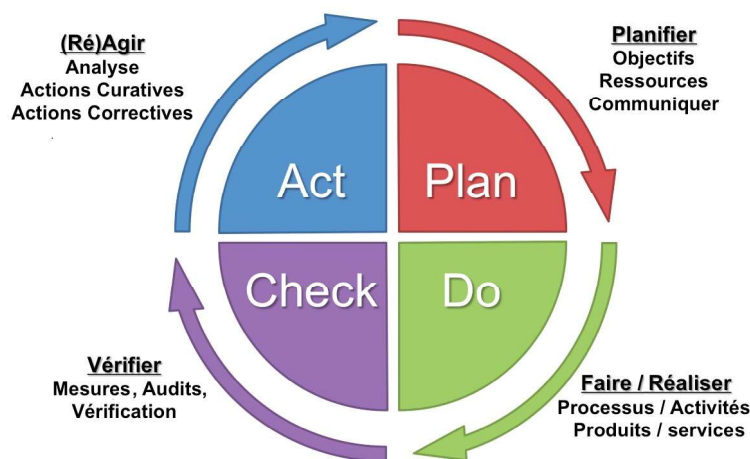 (Ré)Agir
Analyse
Actions Curatives
Actions Correctives
Planifier
Objectifs
Ressources
Communiquer
Act
Plan
Check
Do
Vérifier
Mesures, Audits,
Vérification
Faire / Réaliser
Processus / Activités
Produits / services